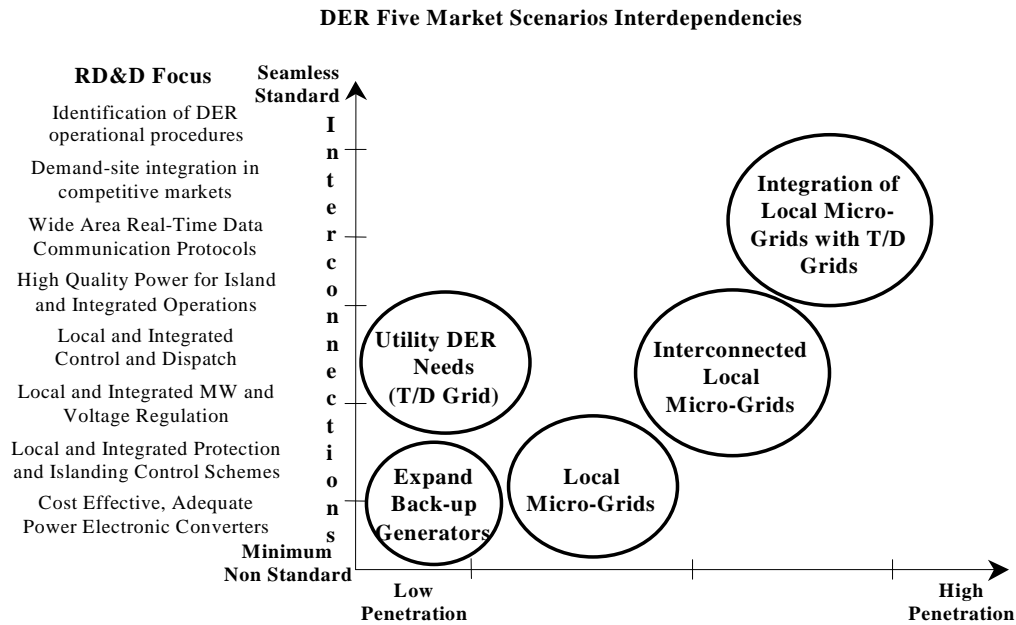 DER Five Market Scenarios Interdependencies
RD&D Focus
Identification of DER
operational procedures
Demand-site integration in
competitive markets
Wide Area Real-Time Data
Communication Protocols
High Quality Power for Island
and Integrated Operations
Local and Integrated
Control and Dispatch
Local and Integrated MW and
Voltage Regulation
Local and Integrated Protection
and Islanding Control Schemes
Cost Effective, Adequate
Power Electronic Converters
Seamless
Standard
Interconnections
Minimum
Non Standard
Utility DER
Needs
(T/D Grid)
Expand
Back-up
Generators
Local
Micro-Grids
Interconnected
Local
Micro-Grids
Integration of
Local Micro-
Grids with T/D
Grids
Low
Penetration
High
Penetration